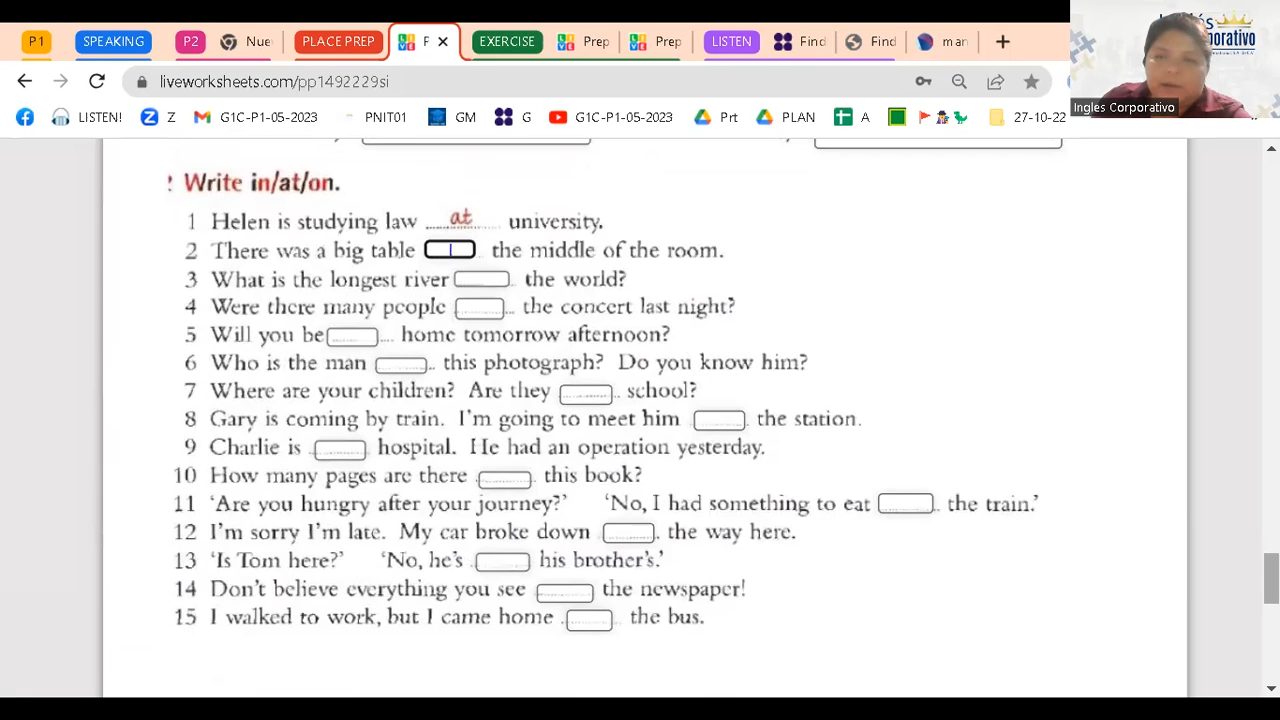 P1 SPEAKING P2 Nue PLACE PREP F EXERCISE Prep Prep LISTEN Find Find man
liveworksheets.com/pp1492229si
LISTEN! Z G1C-P1-05-2023 PNIT01 GM G G1C-P1-05-2023 Prt PLAN A 27-10-22
Ingles Corporativo
! Write in/at/on.
1 Helen is studying law at university.
2 There was a big table the middle of the room.
3 What is the longest river the world?
4 Were there many people the concert last night?
5 Will you be home tomorrow afternoon?
6 Who is the man this photograph? Do you know him?
7 Where are your children? Are they school?
8 Gary is coming by train. I'm going to meet him the station.
9 Charlie is hospital. He had an operation yesterday.
10 How many pages are there this book?
11 'Are you hungry after your journey?' 'No, I had something to eat the train.'
12 I'm sorry I'm late. My car broke down the way here.
13 'Is Tom here?' 'No, he's his brother's.'
14 Don't believe everything you see the newspaper!
15 I walked to work, but I came home the bus.